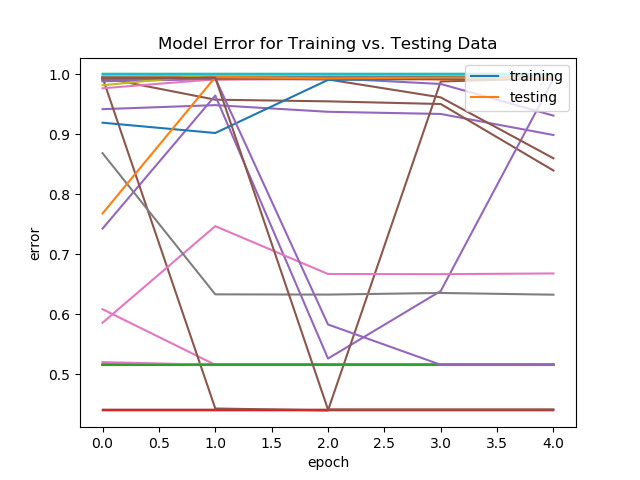 Model Error for Training vs. Testing Data
1.0
0.9
0.8
0.7
0.6
0.5
error
training
testing
0.0 0.5 1.0 1.5 2.0 2.5 3.0 3.5 4.0
epoch